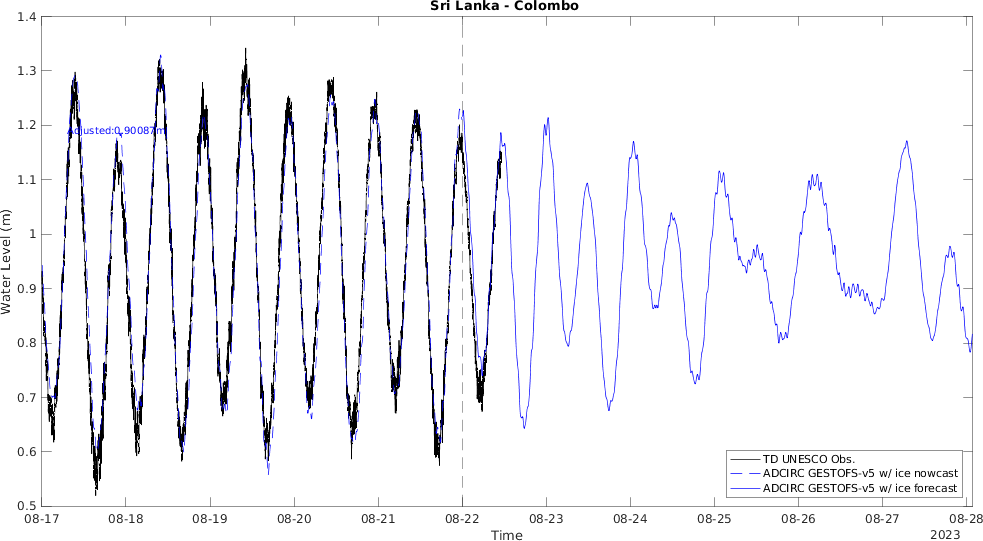 Sri Lanka - Colombo
1.4
1.3
1.2
1.1
1
0.9
0.8
0.7
0.6
0.5
Water Level (m)
Adjusted:0.90087m
TD UNESCO Obs.
ADCIRC GESTOFS-v5 w/ ice nowcast
ADCIRC GESTOFS-v5 w/ ice forecast
08-17 08-18 08-19 08-20 08-21 08-22 08-23 08-24 08-25 08-26 08-27 08-28
Time
2023